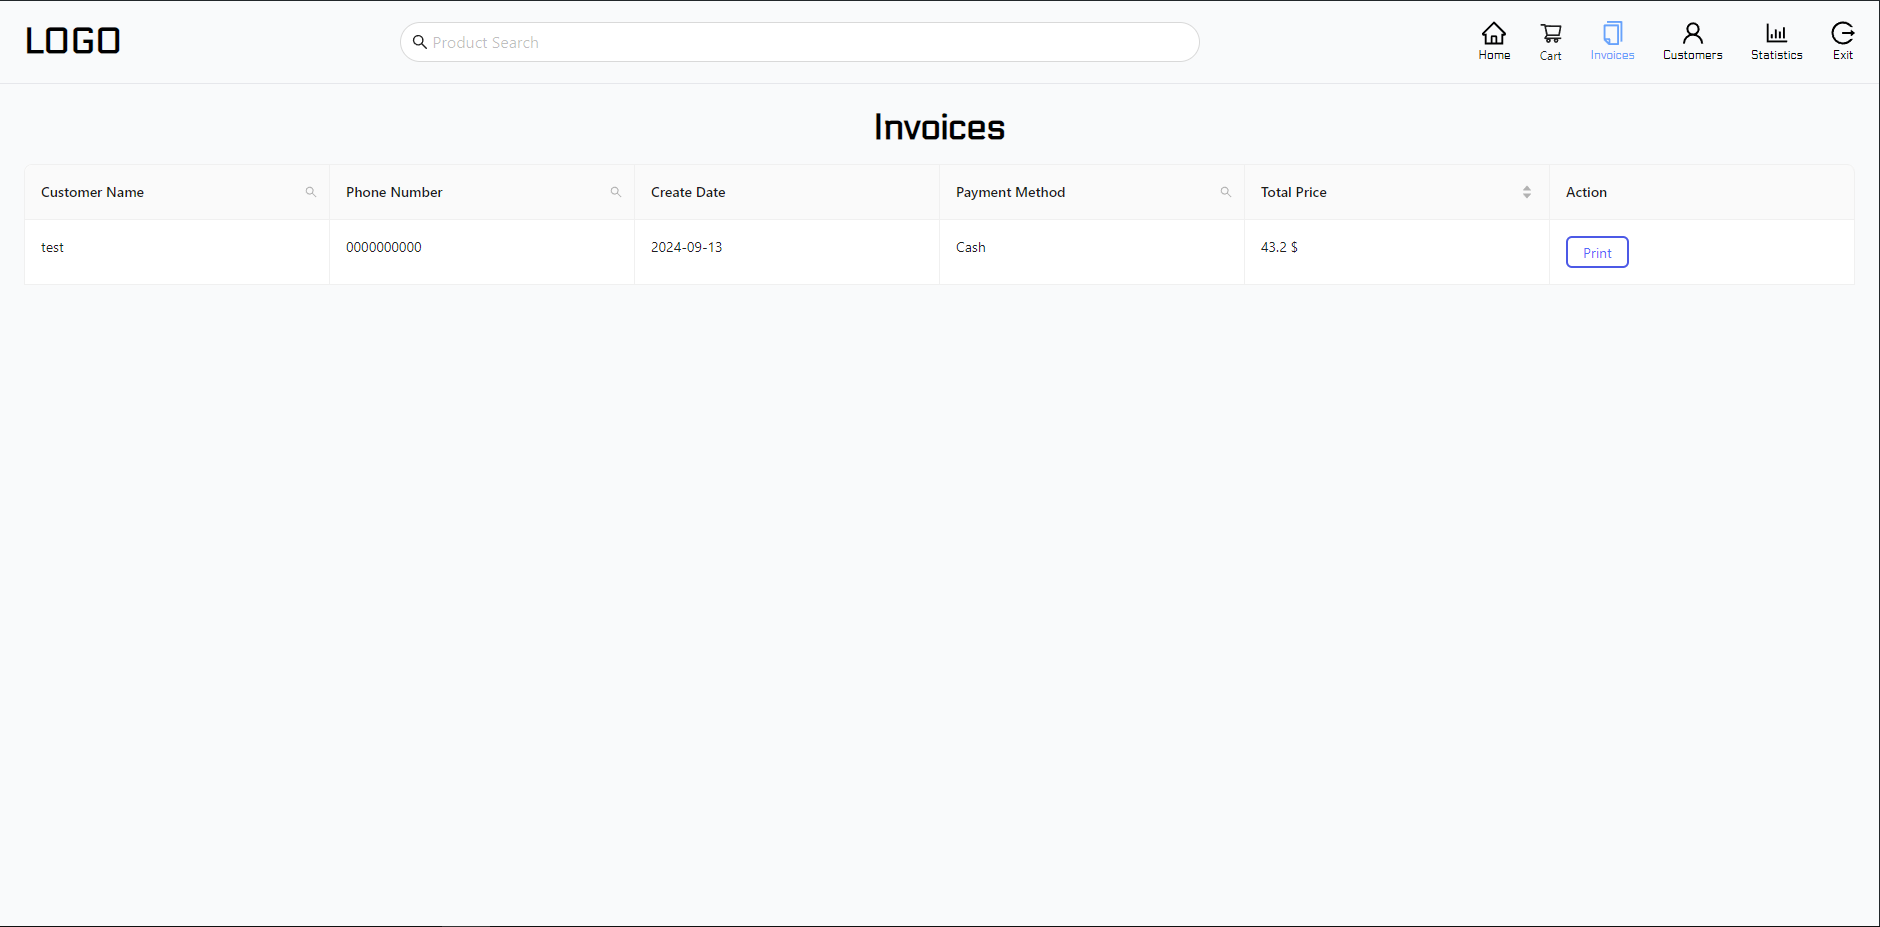 LOGO
Product Search
Home
Cart
Invoices
Customers
Statistics
Exit
Invoices
Customer Name Phone Number Create Date Payment Method Total Price Action
test 0000000000 2024-09-13 Cash 43.2 $ Print